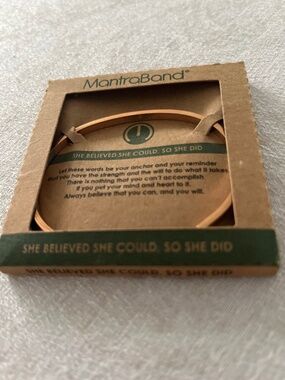 MantraBand®
SHE BELIEVED SHE COULD, SO SHE DID
Let these words be your anchor and your reminder
that you have the strength and the will to do what it takes.
There is nothing that you can't accomplish
if you put your mind and heart to it.
Always believe that you can, and you will.
SHE BELIEVED SHE COULD, SO SHE DID
SHE BELIEVED SHE COULD, SO SHE DID